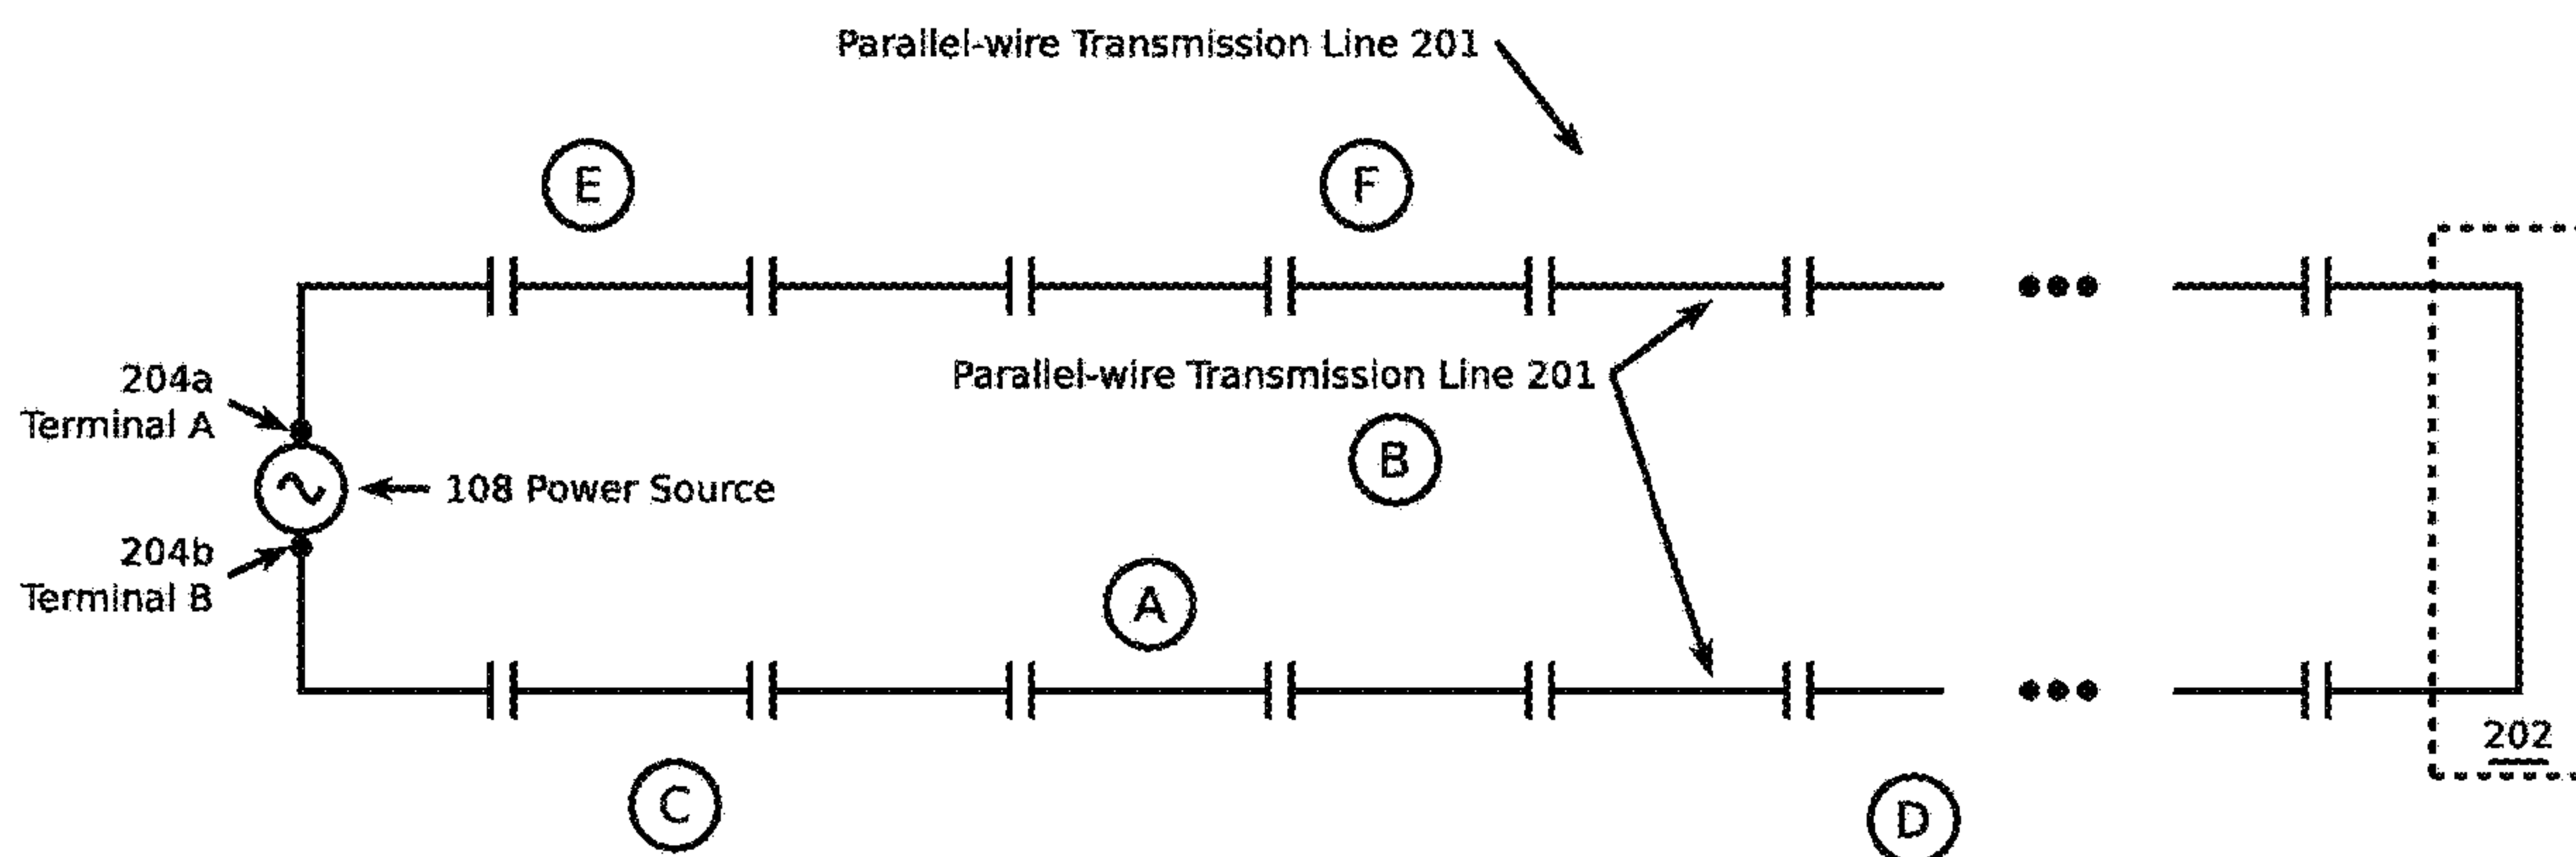 Parallel-wire Transmission Line 201
E
F
204a
Terminal A
Parallel-wire Transmission Line 201
B
108 Power Source
204b
Terminal B
A
202
C
D